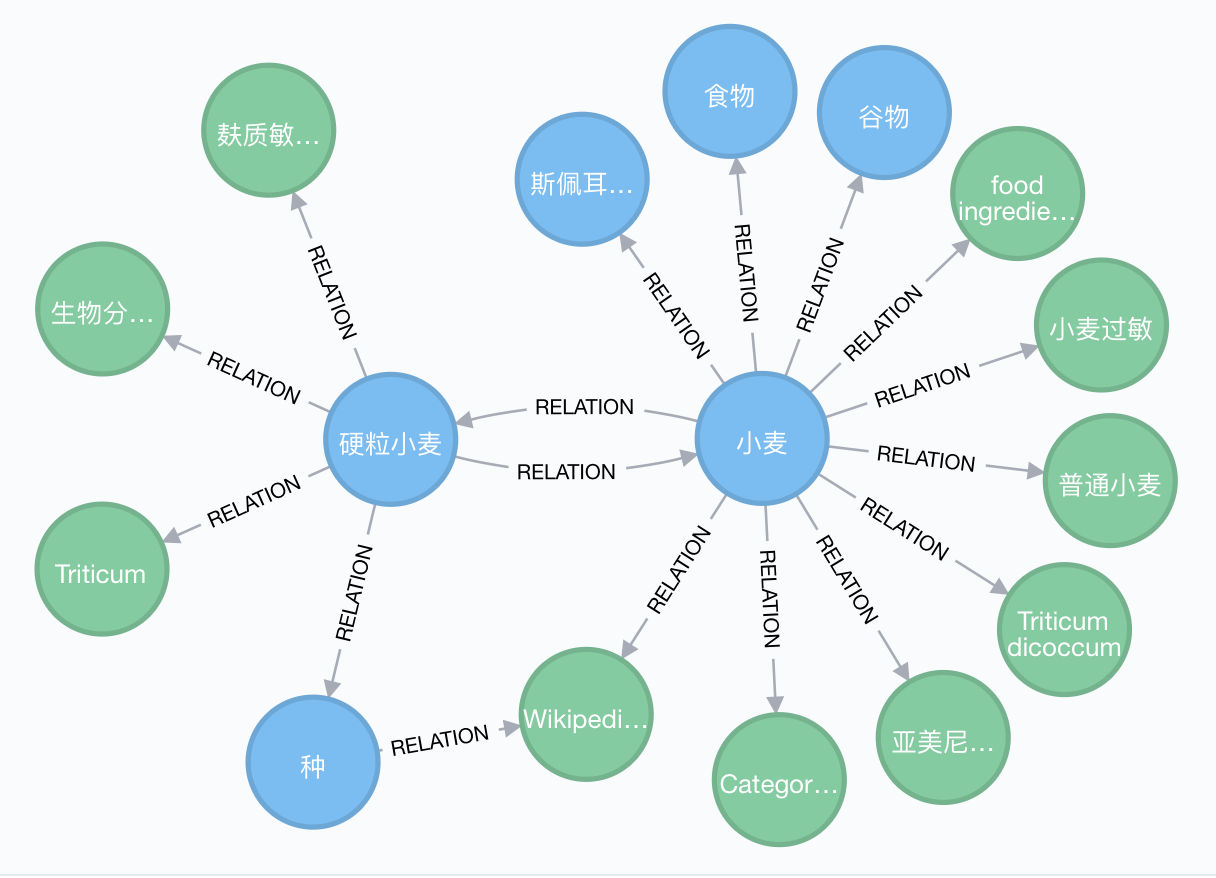 食物
谷物
麸质敏…
斯佩耳…
food
ingredie…
RELATION
RELATION
RELATION
RELATION
RELATION
生物分…
小麦过敏
RELATION
RELATION
RELATION
硬粒小麦
小麦
RELATION
RELATION
普通小麦
RELATION
RELATION
Triticum
RELATION
RELATION
RELATION
RELATION
Triticum
dicoccum
种
RELATION
Wikipedi…
Categor…
亚美尼…